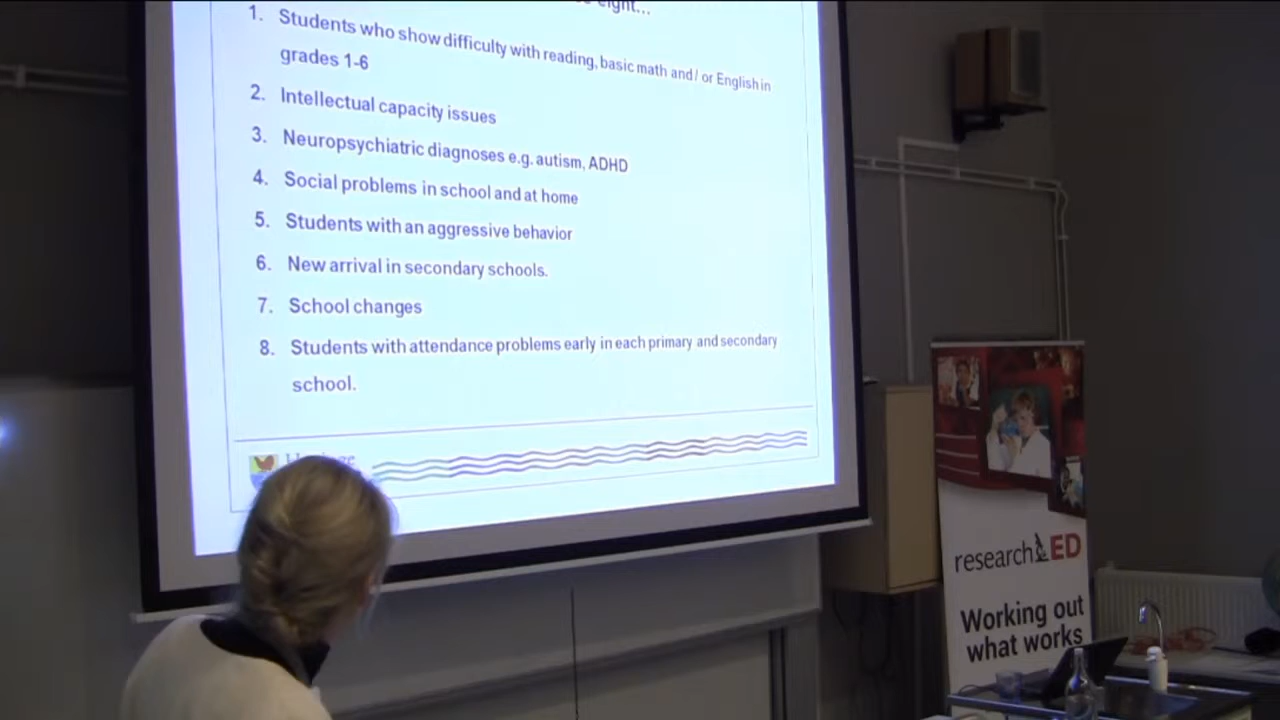 1. Students who show difficulty with reading, basic math and/ or English in
grades 1-6
2. Intellectual capacity issues
3. Neuropsychiatric diagnoses e.g. autism, ADHD
4. Social problems in school and at home
5. Students with an aggressive behavior
6. New arrival in secondary schools.
7. School changes
8. Students with attendance problems early in each primary and secondary
school.
researchED
Working out
what works